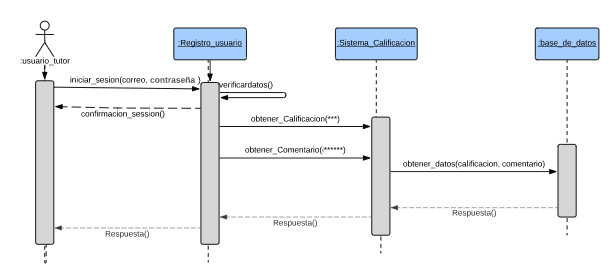 :Registro_usuario
:Sistema_Calificacion
:base_de_datos
:usuario_tutor
iniciar_sesion(correo, contraseña )
verificardatos()
confirmacion_session()
obtener_Calificacion(***)
obtener_Comentario(i******)
obtener_datos(calificacion, comentario)
Respuesta()
Respuesta()
Respuesta()